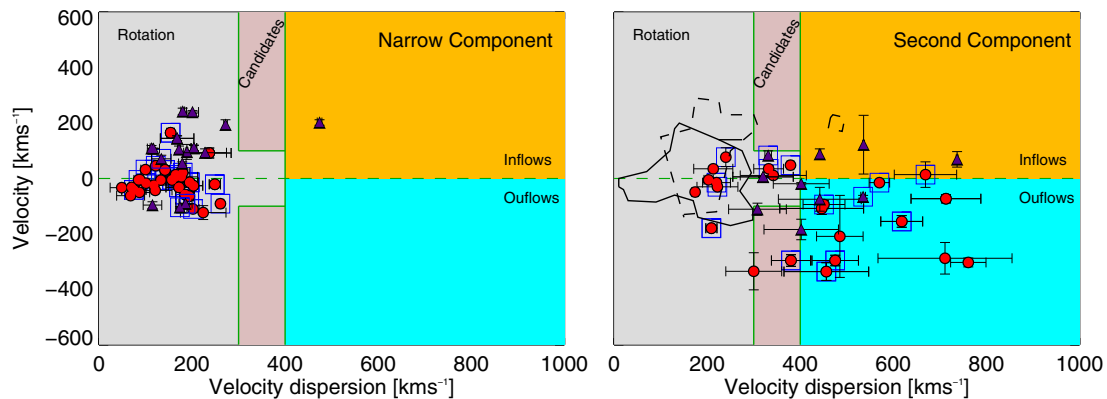 600
400
200
0
−200
−400
−600
Velocity [kms⁻¹]
Rotation
Candidates
Narrow Component
Inflows
Ouflows
0 200 400 600 800 1000
Velocity dispersion [kms⁻¹]
Rotation
Candidates
Second Component
Inflows
Ouflows
0 200 400 600 800 1000
Velocity dispersion [kms⁻¹]